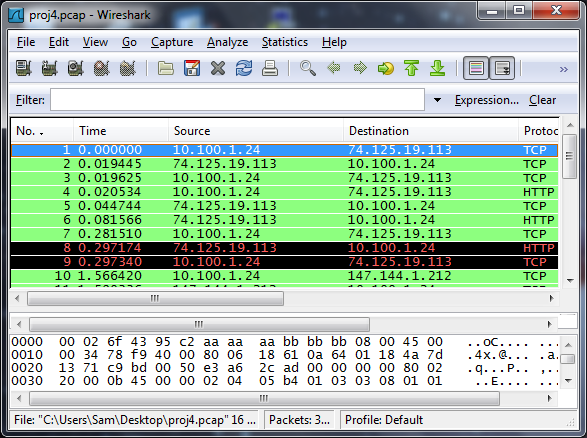 proj4.pcap - Wireshark
File Edit View Go Capture Analyze Statistics Help
»
Filter: Expression... Clear
No. Time Source Destination Protoc
1 0.000000 10.100.1.24 74.125.19.113 TCP
2 0.019445 74.125.19.113 10.100.1.24 TCP
3 0.019625 10.100.1.24 74.125.19.113 TCP
4 0.020534 10.100.1.24 74.125.19.113 HTTP
5 0.044744 74.125.19.113 10.100.1.24 TCP
6 0.081566 74.125.19.113 10.100.1.24 HTTP
7 0.281510 10.100.1.24 74.125.19.113 TCP
8 0.297174 74.125.19.113 10.100.1.24 HTTP
9 0.297340 74.125.19.113 10.100.1.24 TCP
10 1.566420 10.100.1.24 147.144.1.212 TCP
0000 00 02 6f 43 95 c2 aa aa aa aa bb bb bb 08 00 45 00 ..oC.... ......
0010 00 34 78 f9 40 00 80 06 18 61 0a 64 01 18 4a 7d .4x.@... .a.
0020 13 71 c9 bd 00 50 e3 a6 2c ad 00 00 00 00 80 02 .q...P.. ,..
0030 20 00 0b 45 00 00 02 04 05 b4 01 03 03 08 01 01 ..E.... ....
File: "C:\Users\Sam\Desktop\proj4.pcap" 16 ... Packets: 3... Profile: Default